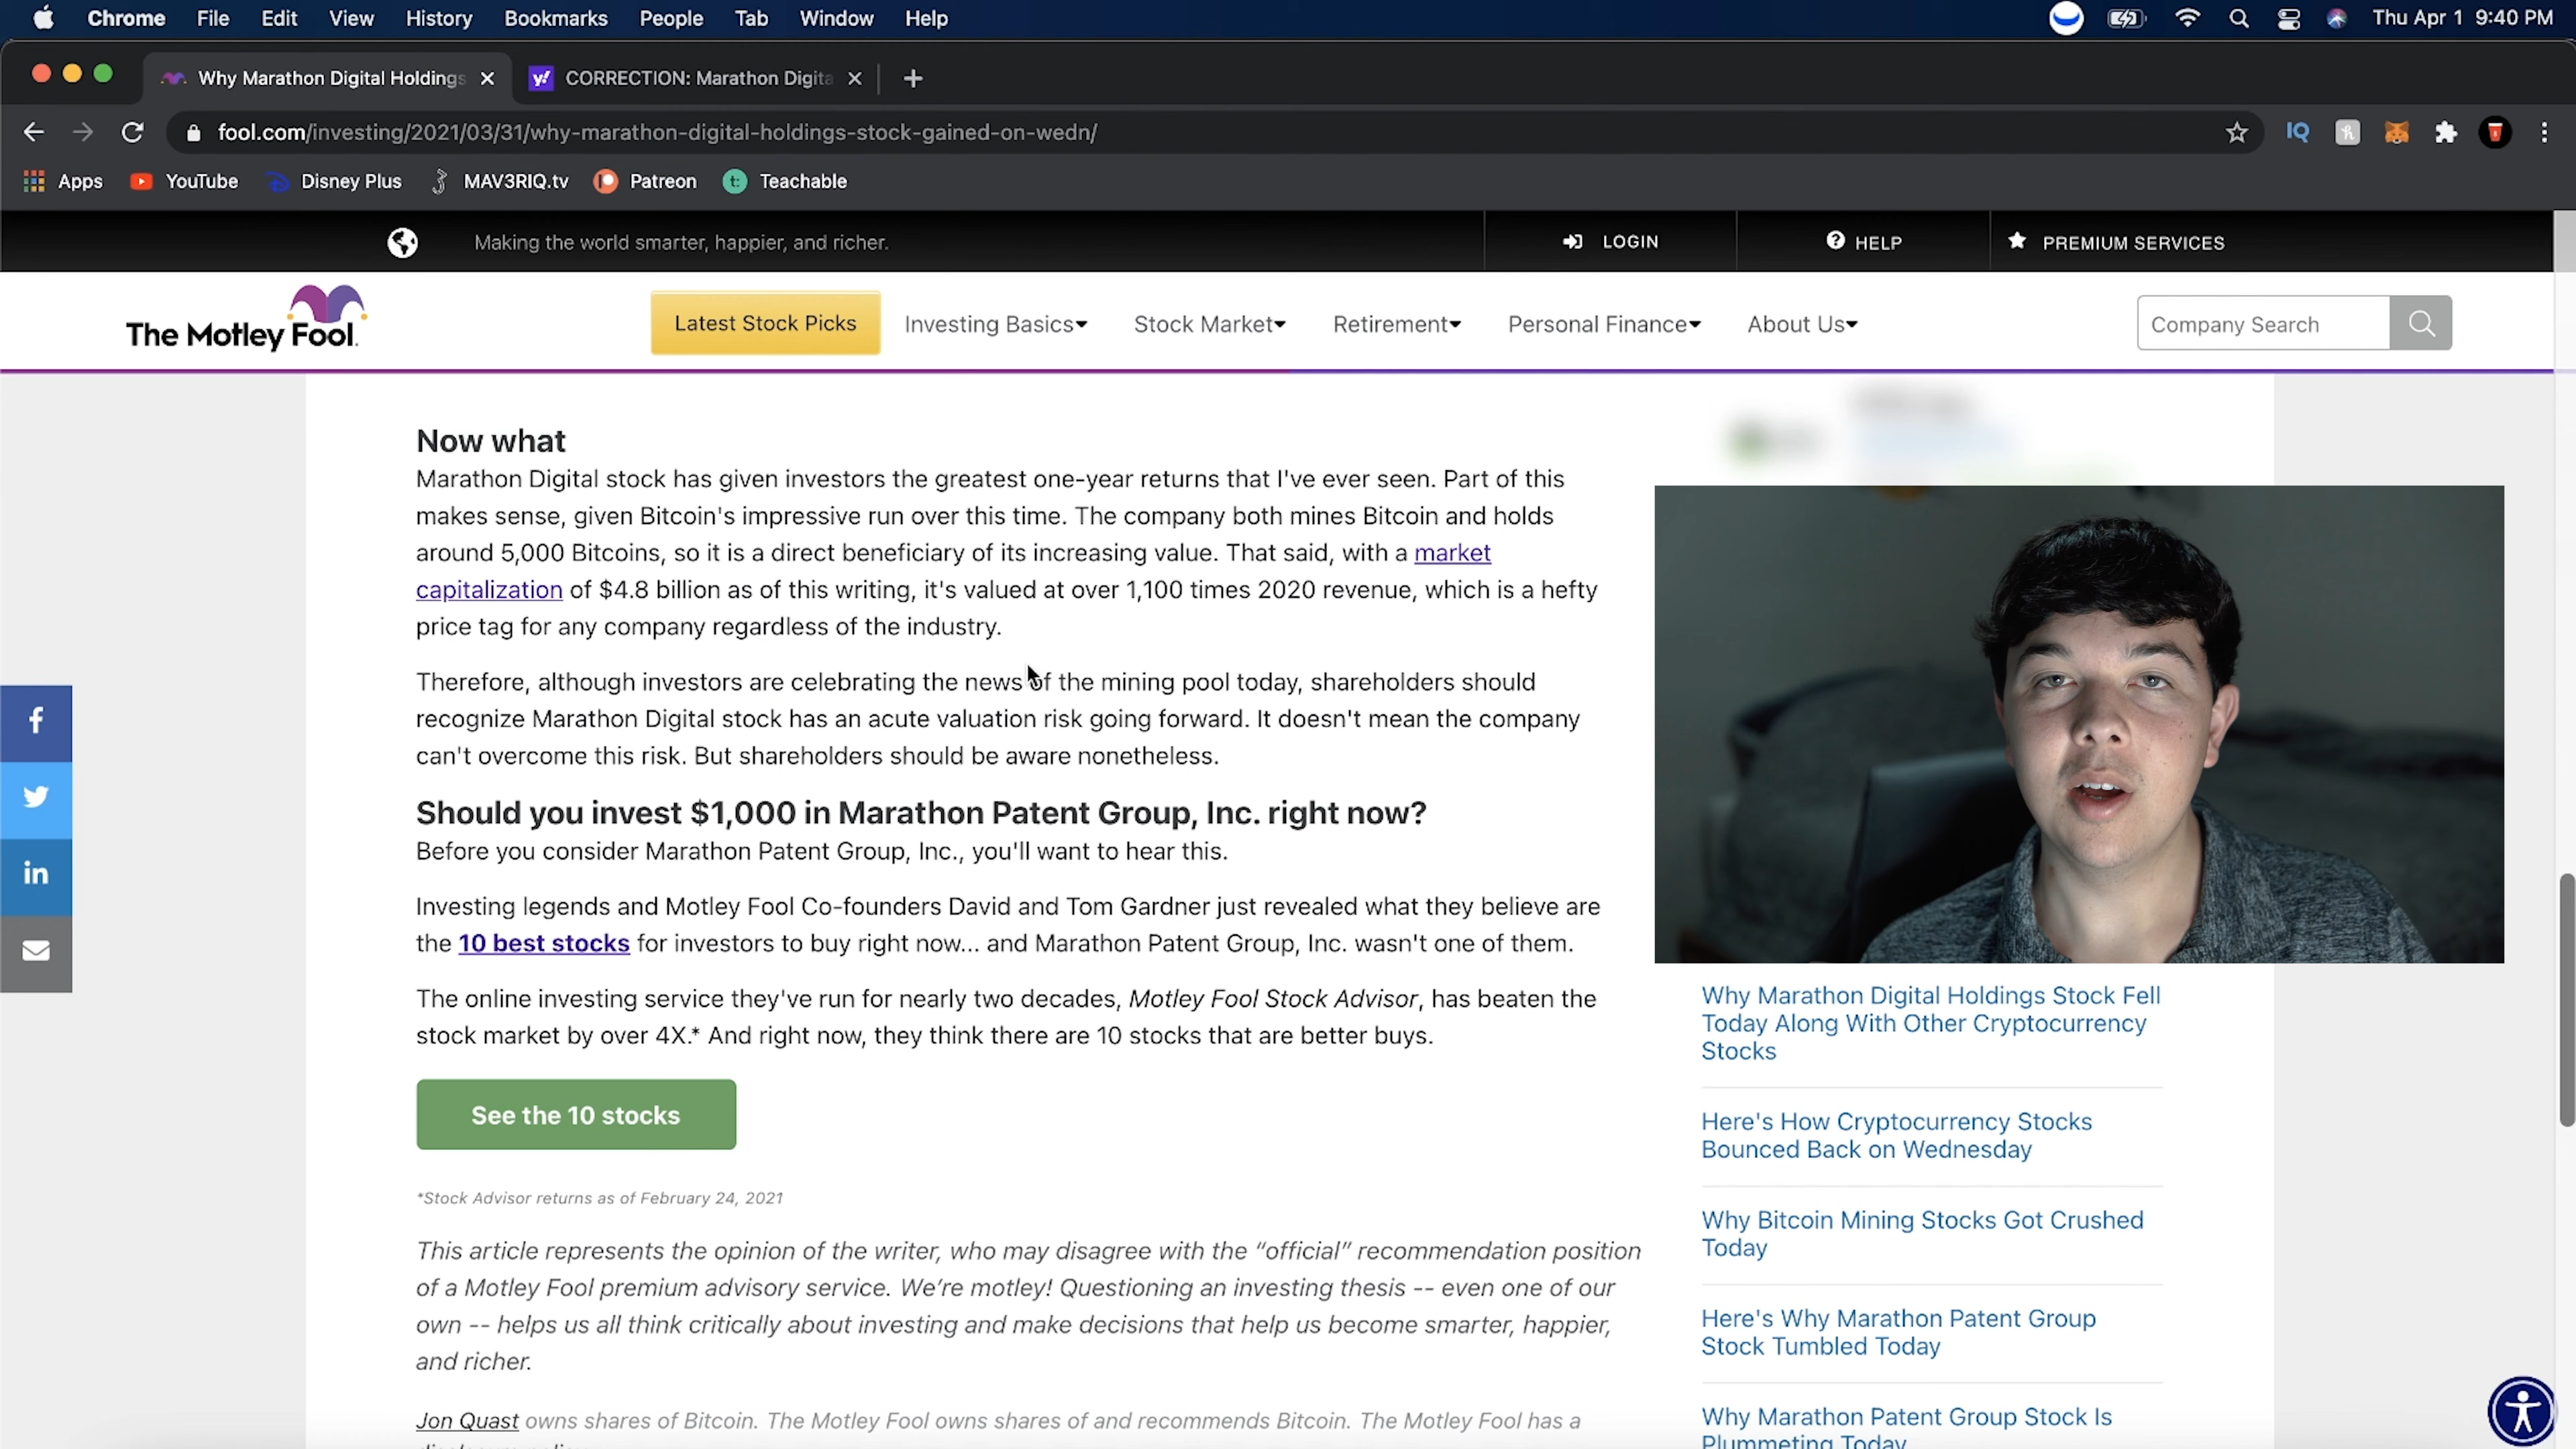 Chrome File Edit View History Bookmarks People Tab Window Help Thu Apr 1 9:40 PM
Why Marathon Digital Holdings CORRECTION: Marathon Digita
fool.com/investing/2021/03/31/why-marathon-digital-holdings-stock-gained-on-wedn/
Apps YouTube Disney Plus MAV3RIQ.tv Patreon Teachable
Making the world smarter, happier, and richer. LOGIN HELP PREMIUM SERVICES
The Motley Fool. Latest Stock Picks Investing Basics Stock Market Retirement Personal Finance About Us Company Search
Now what
Marathon Digital stock has given investors the greatest one-year returns that I've ever seen. Part of this
makes sense, given Bitcoin's impressive run over this time. The company both mines Bitcoin and holds
around 5,000 Bitcoins, so it is a direct beneficiary of its increasing value. That said, with a market
capitalization of $4.8 billion as of this writing, it's valued at over 1,100 times 2020 revenue, which is a hefty
price tag for any company regardless of the industry.
Therefore, although investors are celebrating the news of the mining pool today, shareholders should
recognize Marathon Digital stock has an acute valuation risk going forward. It doesn't mean the company
can't overcome this risk. But shareholders should be aware nonetheless.
Should you invest $1,000 in Marathon Patent Group, Inc. right now?
Before you consider Marathon Patent Group, Inc., you'll want to hear this.
Investing legends and Motley Fool Co-founders David and Tom Gardner just revealed what they believe are
the 10 best stocks for investors to buy right now... and Marathon Patent Group, Inc. wasn't one of them.
The online investing service they've run for nearly two decades, Motley Fool Stock Advisor, has beaten the
stock market by over 4X.* And right now, they think there are 10 stocks that are better buys.
See the 10 stocks
*Stock Advisor returns as of February 24, 2021
This article represents the opinion of the writer, who may disagree with the “official” recommendation position
of a Motley Fool premium advisory service. We’re motley! Questioning an investing thesis -- even one of our
own -- helps us all think critically about investing and make decisions that help us become smarter, happier,
and richer.
Jon Quast owns shares of Bitcoin. The Motley Fool owns shares of and recommends Bitcoin. The Motley Fool has a
Why Marathon Digital Holdings Stock Fell
Today Along With Other Cryptocurrency
Stocks
Here's How Cryptocurrency Stocks
Bounced Back on Wednesday
Why Bitcoin Mining Stocks Got Crushed
Today
Here's Why Marathon Patent Group
Stock Tumbled Today
Why Marathon Patent Group Stock Is
Plummeting Today